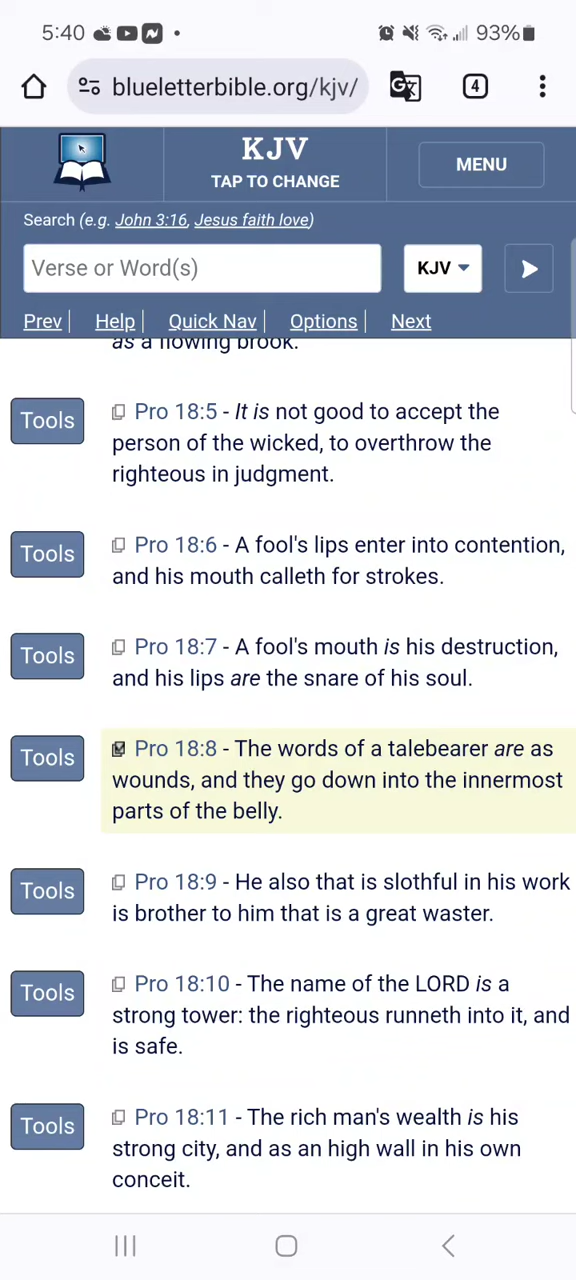 5:40
93%
blueletterbible.org/kjv/
4
KJV
TAP TO CHANGE
MENU
Search (e.g. John 3:16, Jesus faith love)
Verse or Word(s)
KJV
Prev | Help | Quick Nav | Options | Next
as a flowing brook.
Tools
Pro 18:5 - It is not good to accept the
person of the wicked, to overthrow the
righteous in judgment.
Tools
Pro 18:6 - A fool's lips enter into contention,
and his mouth calleth for strokes.
Tools
Pro 18:7 - A fool's mouth is his destruction,
and his lips are the snare of his soul.
Tools
Pro 18:8 - The words of a talebearer are as
wounds, and they go down into the innermost
parts of the belly.
Tools
Pro 18:9 - He also that is slothful in his work
is brother to him that is a great waster.
Tools
Pro 18:10 - The name of the LORD is a
strong tower: the righteous runneth into it, and
is safe.
Tools
Pro 18:11 - The rich man's wealth is his
strong city, and as an high wall in his own
conceit.